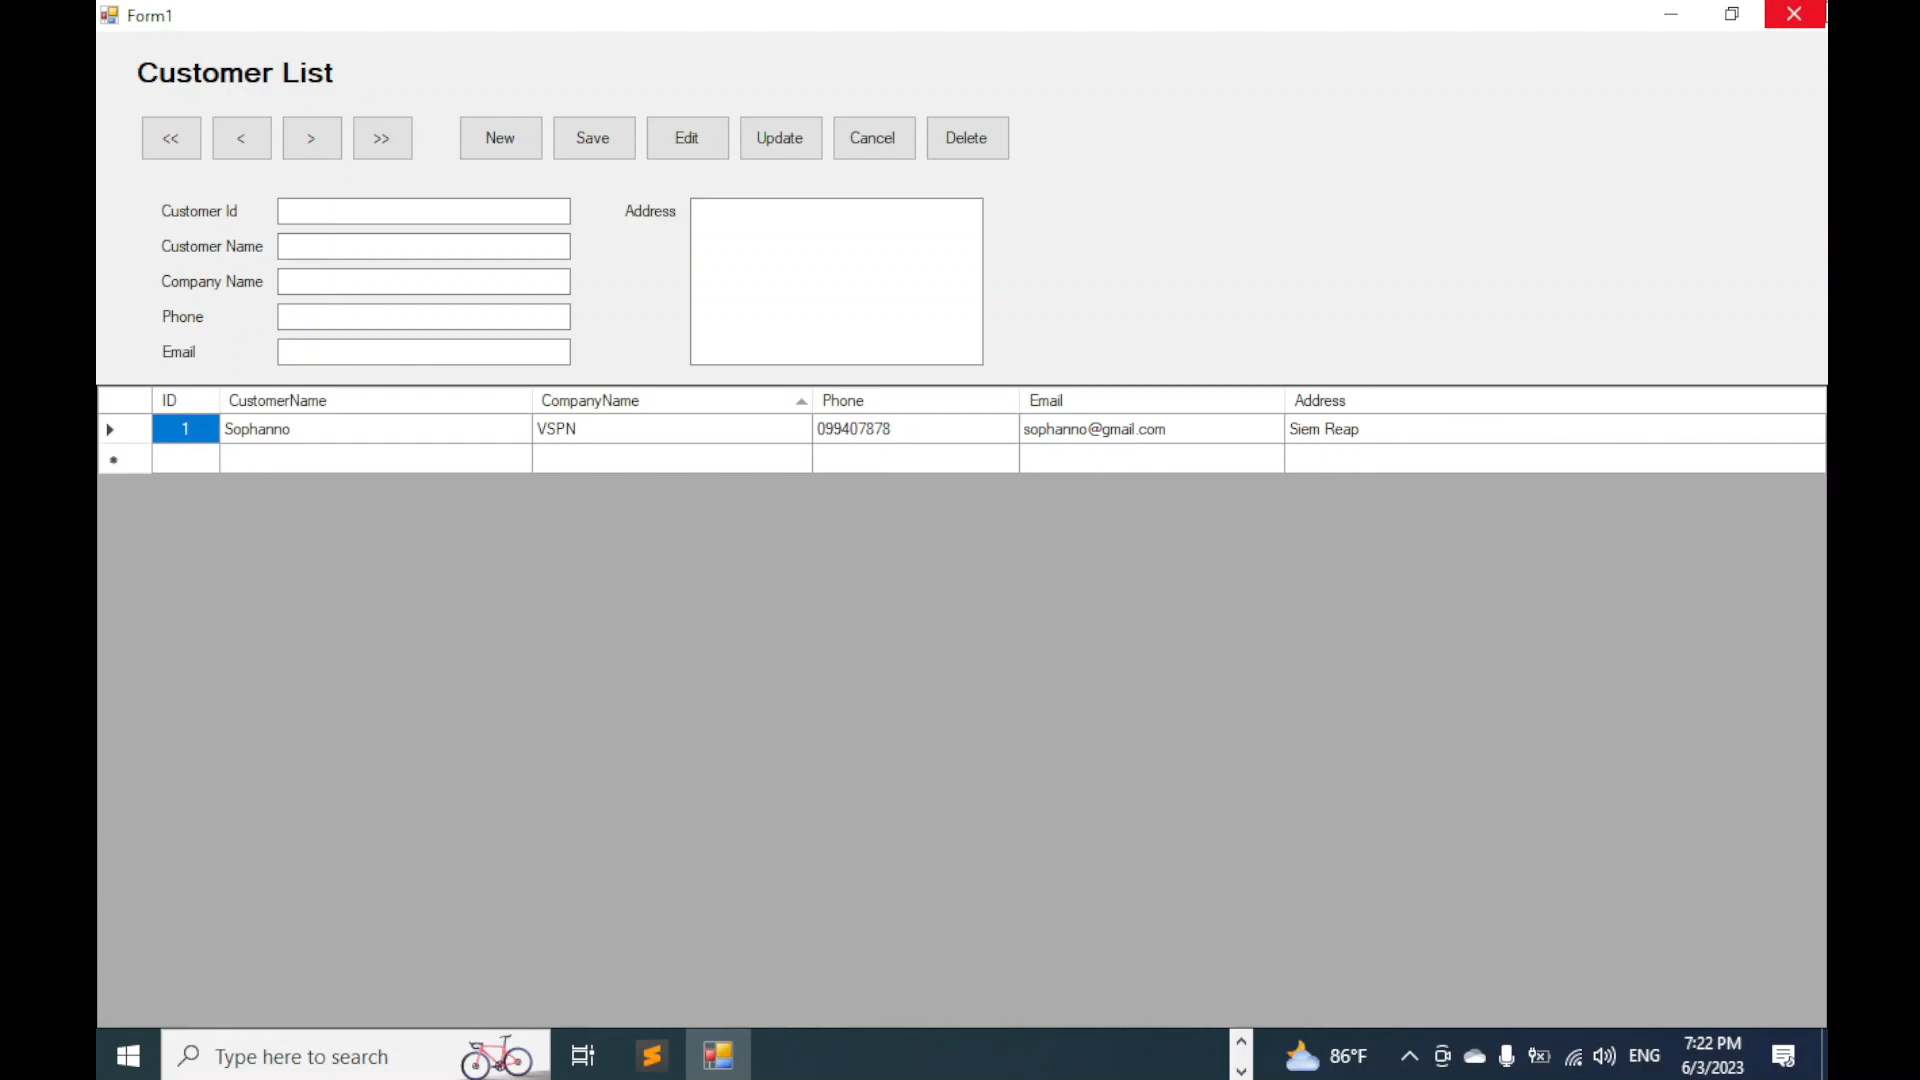 Form1
Customer List
<< < > >> New Save Edit Update Cancel Delete
Customer Id
Address
Customer Name
Company Name
Phone
Email
ID CustomerName CompanyName Phone Email Address
1 Sophanno VSPN 099407878 sophanno@gmail.com Siem Reap
Type here to search 86°F ENG 7:22 PM
6/3/2023